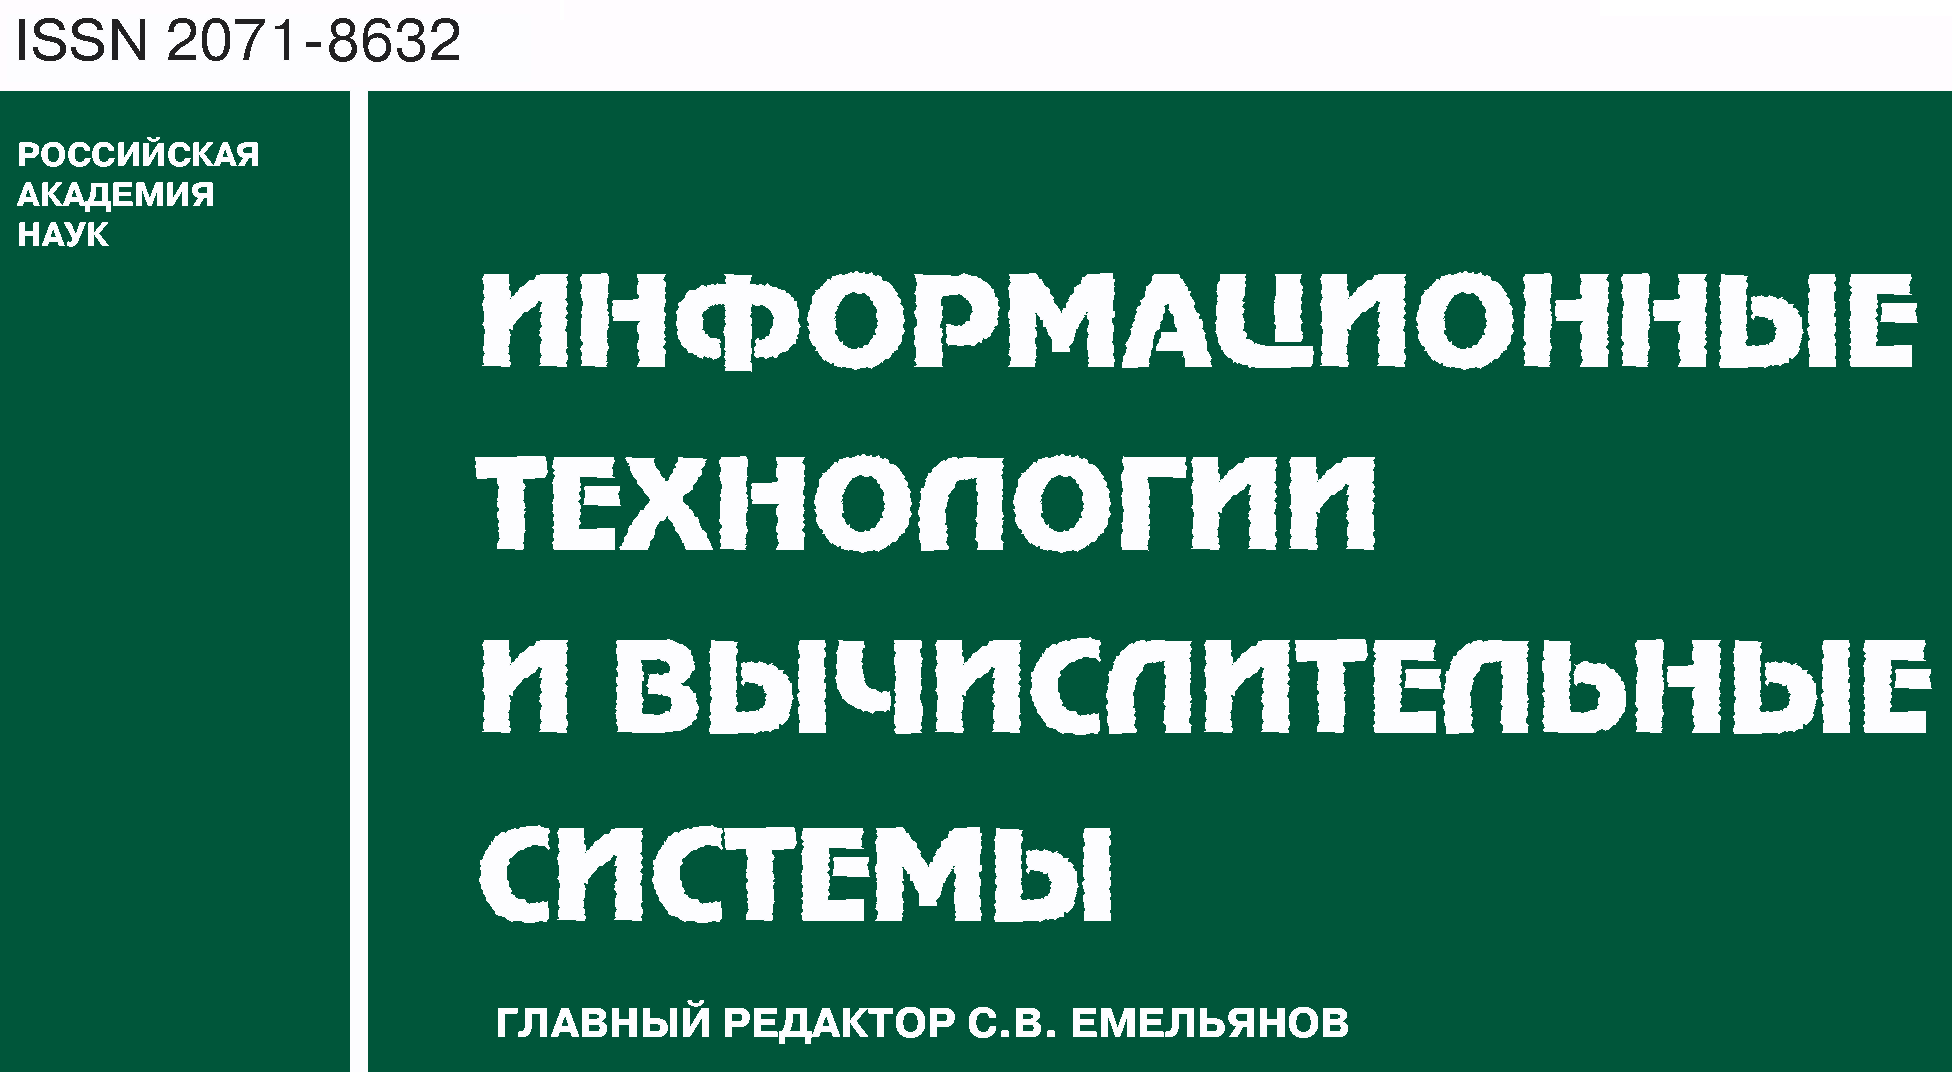 ISSN 2071-8632
РОССИЙСКАЯ
АКАДЕМИЯ
НАУК
ИНФОРМАЦИОННЫЕ
ТЕХНОЛОГИИ
И ВЫЧИСЛИТЕЛЬНЫЕ
СИСТЕМЫ
ГЛАВНЫЙ РЕДАКТОР С.В. ЕМЕЛЬЯНОВ